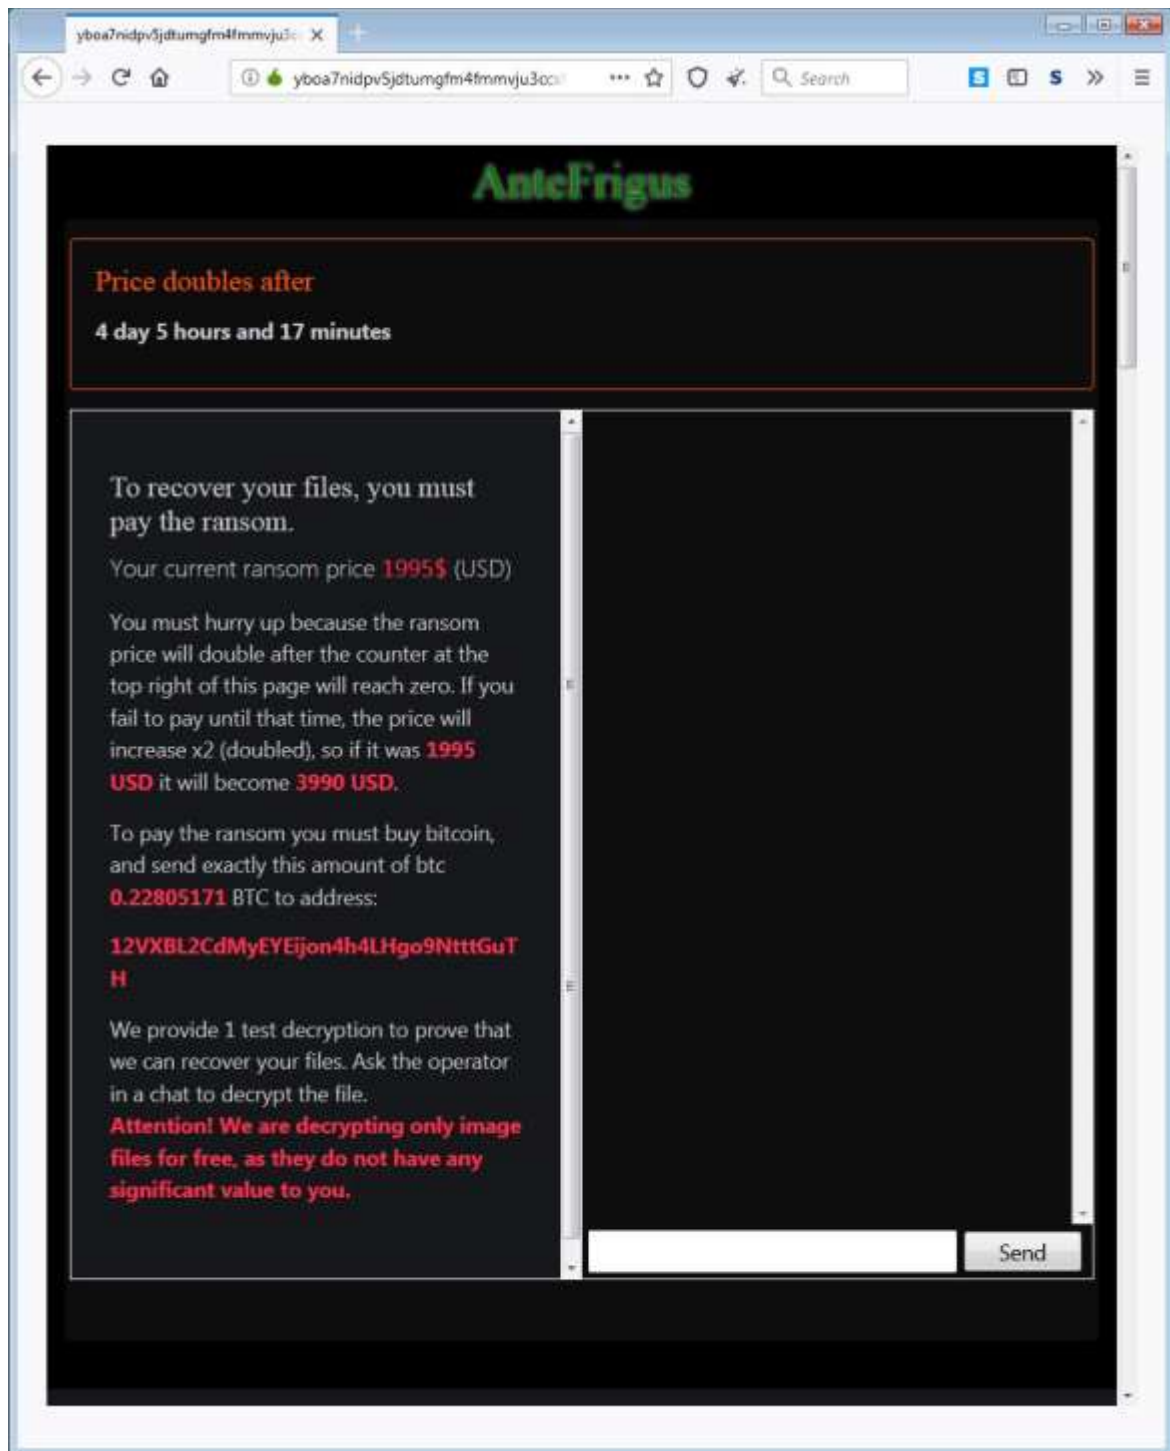 AnteFrigus
Price doubles after
4 day 5 hours and 17 minutes
To recover your files, you must
pay the ransom.
Your current ransom price 1995$ (USD)
You must hurry up because the ransom
price will double after the counter at the
top right of this page will reach zero. If you
fail to pay until that time, the price will
increase x2 (doubled), so if it was 1995
USD it will become 3990 USD.
To pay the ransom you must buy bitcoin,
and send exactly this amount of btc
0.22805171 BTC to address:
12VXBL2CdMyEYEijon4h4LHgo9NtttGuT
H
We provide 1 test decryption to prove that
we can recover your files. Ask the operator
in a chat to decrypt the file.
Attention! We are decrypting only image
files for free, as they do not have any
significant value to you.
Search
Send